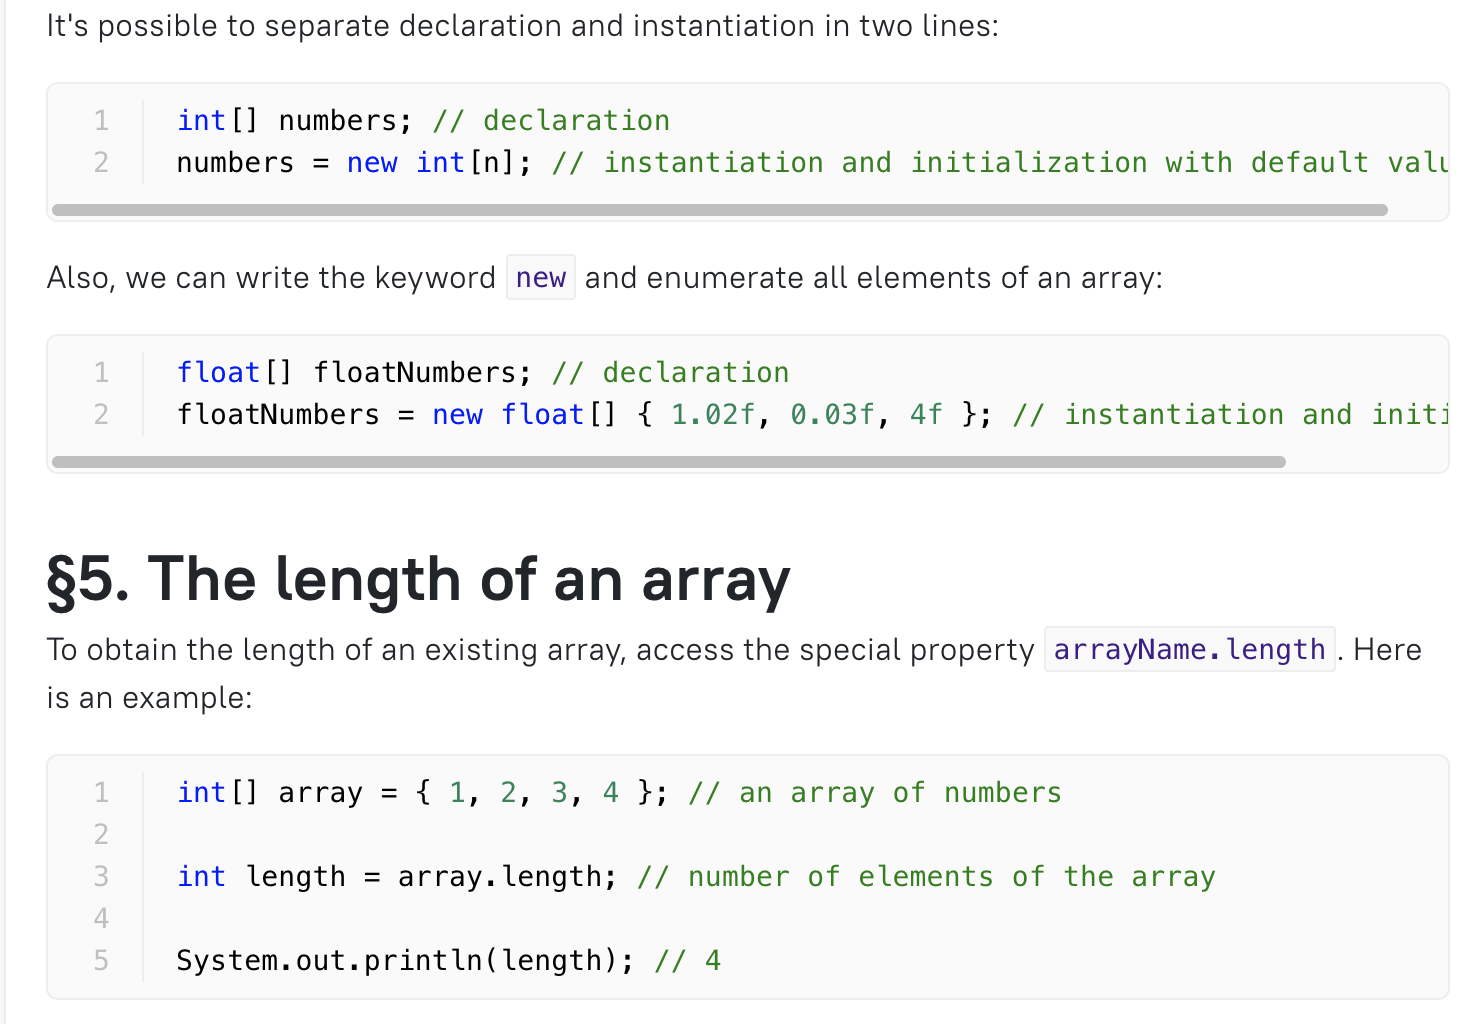 It's possible to separate declaration and instantiation in two lines:
1 int[] numbers; // declaration
2 numbers = new int[n]; // instantiation and initialization with default valu
Also, we can write the keyword new and enumerate all elements of an array:
1 float[] floatNumbers; // declaration
2 floatNumbers = new float[] { 1.02f, 0.03f, 4f }; // instantiation and initi
§5. The length of an array
To obtain the length of an existing array, access the special property arrayName.length. Here
is an example:
1 int[] array = { 1, 2, 3, 4 }; // an array of numbers
2
3 int length = array.length; // number of elements of the array
4
5 System.out.println(length); // 4